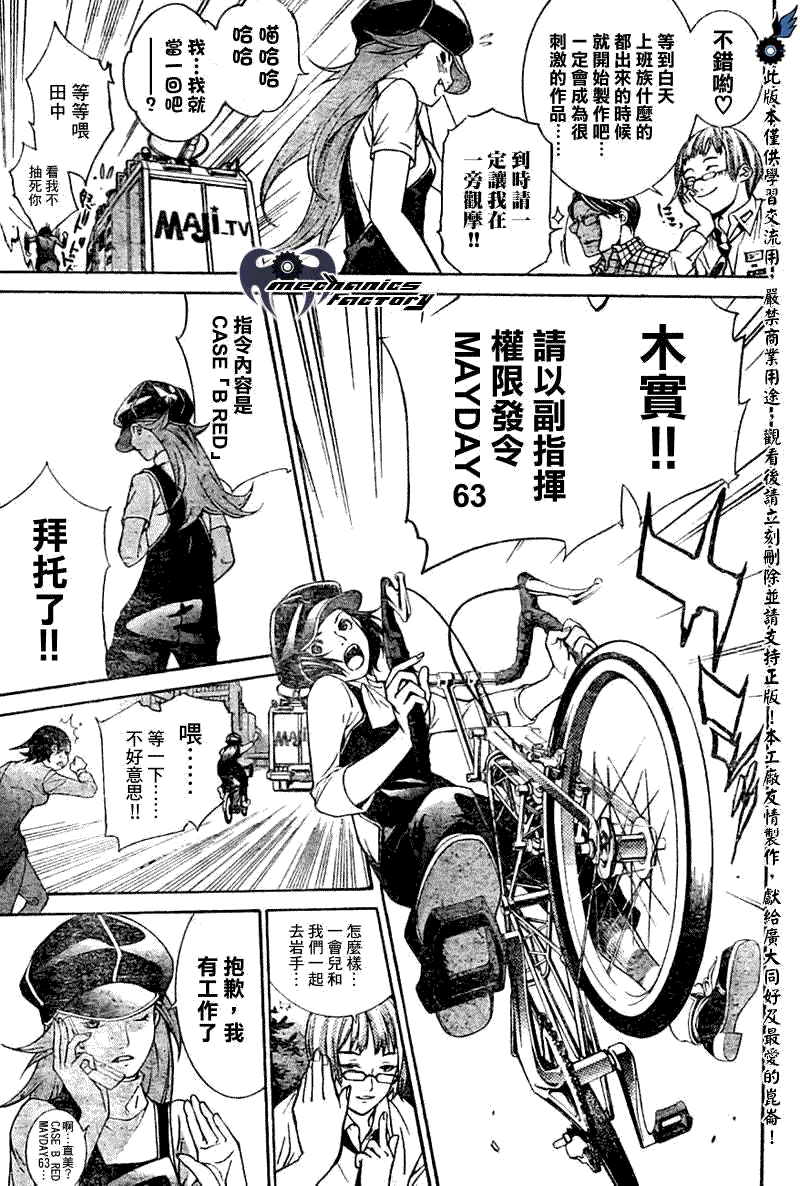 不錯喲♡
等到白天
上班族什麼的
都出來的時候
就開始製作吧…
一定會成為很
刺激的作品……
到時請一
定讓我在
一旁觀摩!!
喵哈哈
哈哈
我…我就
當一回吧
——?
等等喂
田中
看我不
抽死你
MAJI_TV
mechanics
factory
木實!!
請以副指揮
權限發令
MAYDAY63
指令內容是
CASE「B RED」
拜托了!!
喂……
等一下……
不好意思!!
MAJI
怎麼樣…
一會兒和
我們一起
去岩手…
抱歉，我
有工作了
啊…直美?
CASE B RED
MAYDAY63…
此版本僅供學習交流用！嚴禁商業用途，觀看後請立刻刪除並請支持正版！本工廠友情製作，獻給廣大同好及最愛的崑崙！